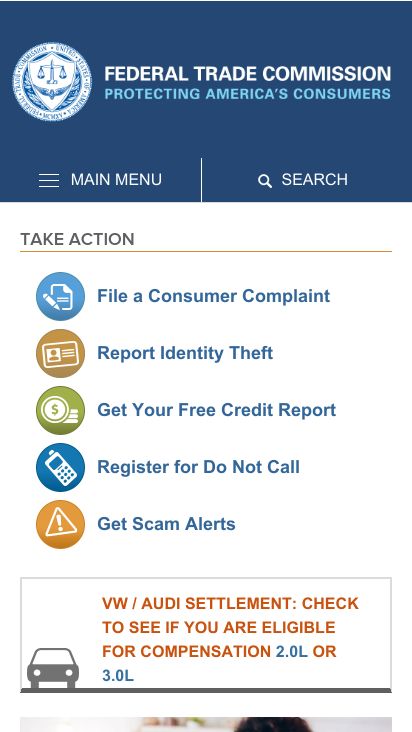 FEDERAL TRADE COMMISSION
PROTECTING AMERICA'S CONSUMERS
MAIN MENU
SEARCH
TAKE ACTION
File a Consumer Complaint
Report Identity Theft
Get Your Free Credit Report
Register for Do Not Call
Get Scam Alerts
VW / AUDI SETTLEMENT: CHECK
TO SEE IF YOU ARE ELIGIBLE
FOR COMPENSATION 2.0L OR
3.0L